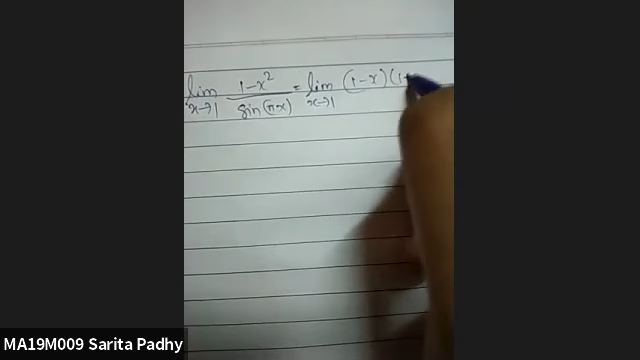 lim 1-x² / sin(πx) = lim (1-x)(1
x→1 x→1
MA19M009 Sarita Padhy